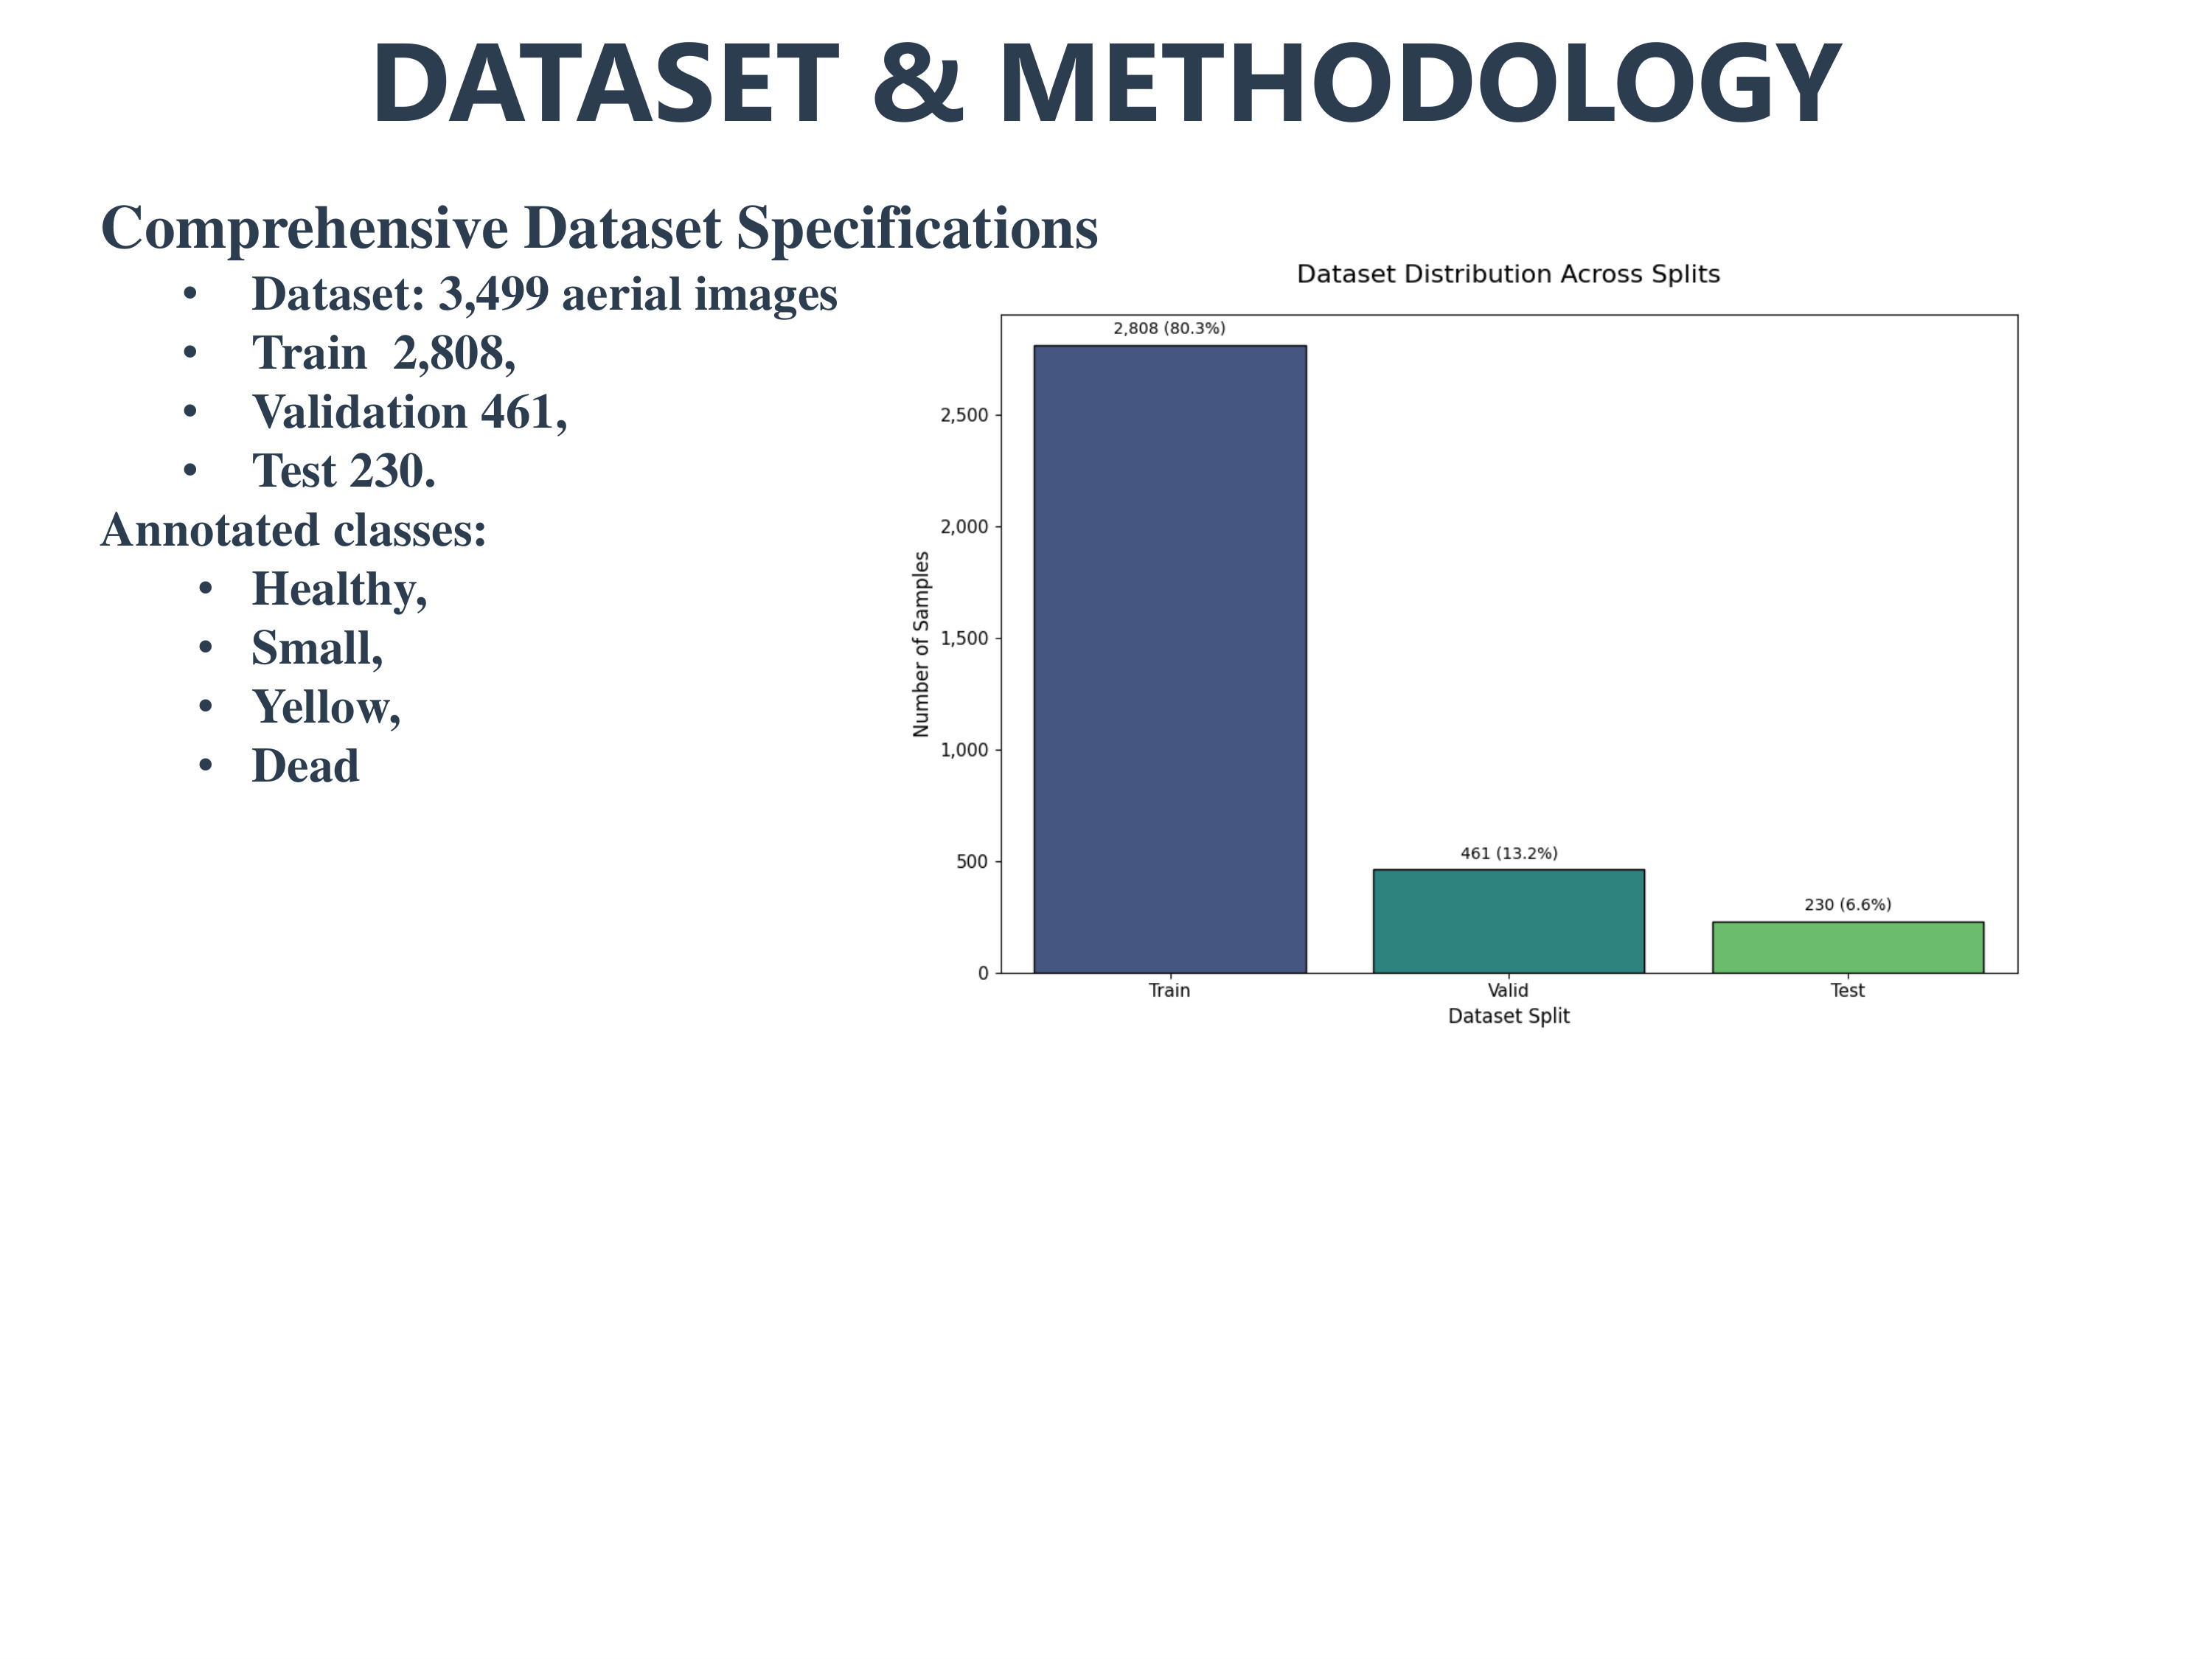 DATASET & METHODOLOGY
Comprehensive Dataset Specifications
• Dataset: 3,499 aerial images
• Train  2,808,
• Validation 461,
• Test 230.
Annotated classes:
• Healthy,
• Small,
• Yellow,
• Dead
Dataset Distribution Across Splits
2,808 (80.3%)
2,500
2,000
1,500
1,000
500
0
Number of Samples
461 (13.2%)
230 (6.6%)
Train
Valid
Test
Dataset Split